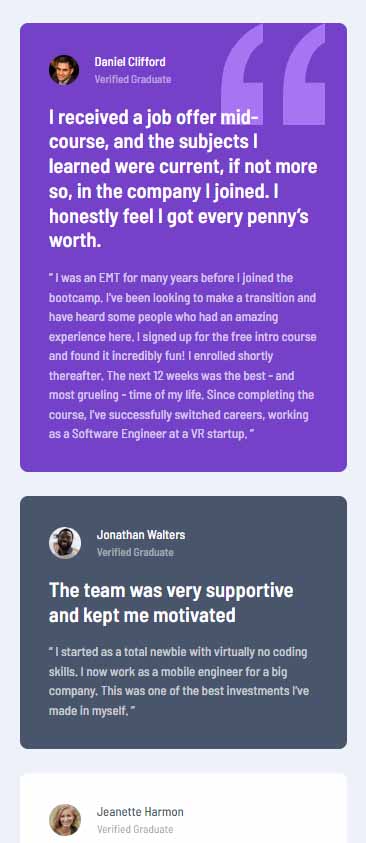 Daniel Clifford
Verified Graduate
I received a job offer mid-
course, and the subjects I
learned were current, if not more
so, in the company I joined. I
honestly feel I got every penny’s
worth.
“ I was an EMT for many years before I joined the
bootcamp. I’ve been looking to make a transition and
have heard some people who had an amazing
experience here. I signed up for the free intro course
and found it incredibly fun! I enrolled shortly
thereafter. The next 12 weeks was the best - and
most grueling - time of my life. Since completing the
course, I’ve successfully switched careers, working
as a Software Engineer at a VR startup. ”
Jonathan Walters
Verified Graduate
The team was very supportive
and kept me motivated
“ I started as a total newbie with virtually no coding
skills. I now work as a mobile engineer for a big
company. This was one of the best investments I’ve
made in myself. ”
Jeanette Harmon
Verified Graduate